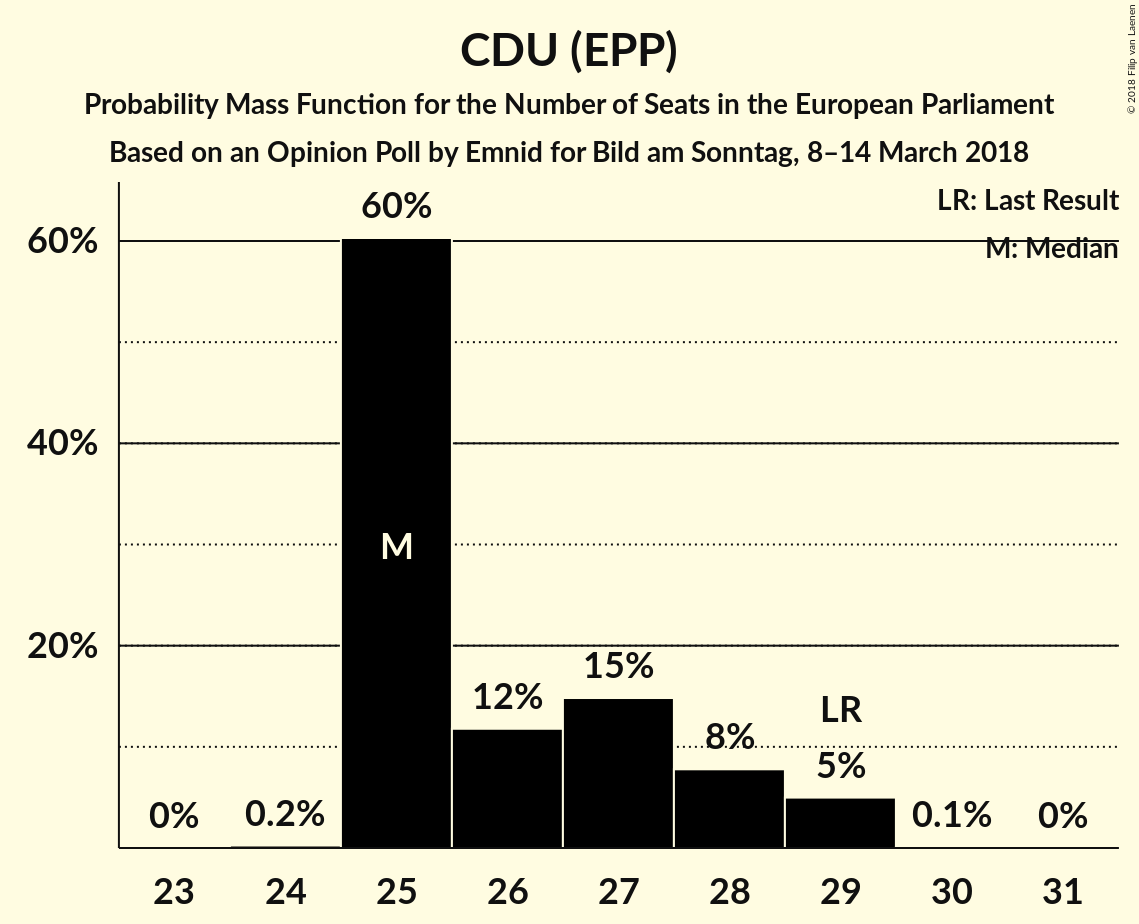 CDU (EPP)
Probability Mass Function for the Number of Seats in the European Parliament
Based on an Opinion Poll by Emnid for Bild am Sonntag, 8–14 March 2018
© 2018 Filip van Laenen
LR: Last Result
M: Median
60%
40%
20%
0%
0.2%
60%
M
12%
15%
8%
LR
5%
0.1%
0%
23 24 25 26 27 28 29 30 31